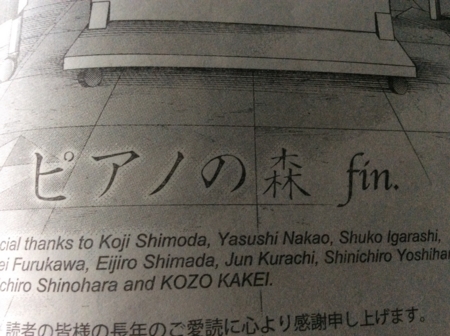 ピアノの森 fin.
cial thanks to Koji Shimoda, Yasushi Nakao, Shuko Igarashi,
ei Furukawa, Eijiro Shimada, Jun Kurachi, Shinichiro Yoshihar
chiro Shinohara and KOZO KAKEI.
読者の皆様の長年のご愛読に心より感謝申し上げます。